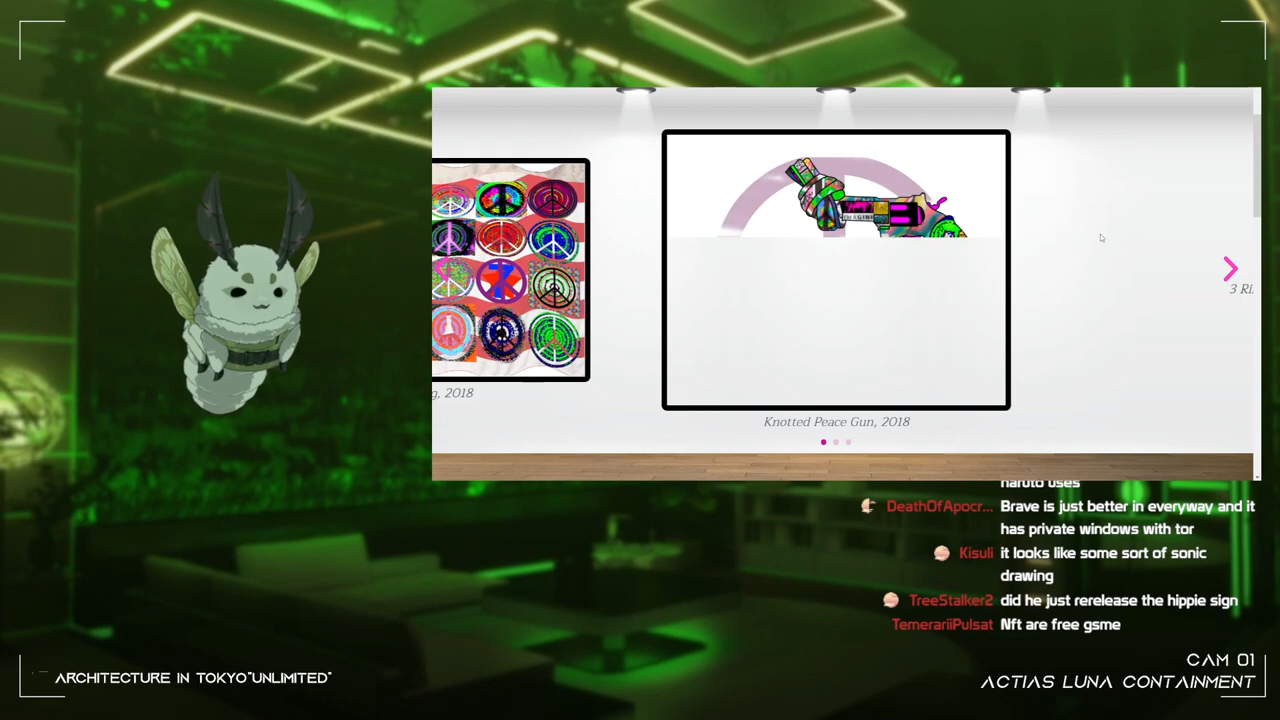 IMAGINE
3 Ri.
g, 2018
Knotted Peace Gun, 2018
naruto uses
DeathOfApocr... Brave is just better in everyway and it
has private windows with tor
Kisuli it looks like some sort of sonic
drawing
TreeStalker2 did he just rerelease the hippie sign
TemerariiPulsat Nft are free gsme
CAM 01
ARCHITECTURE IN TOKYO"UNLIMITED"
ACTIAS LUNA CONTAINMENT